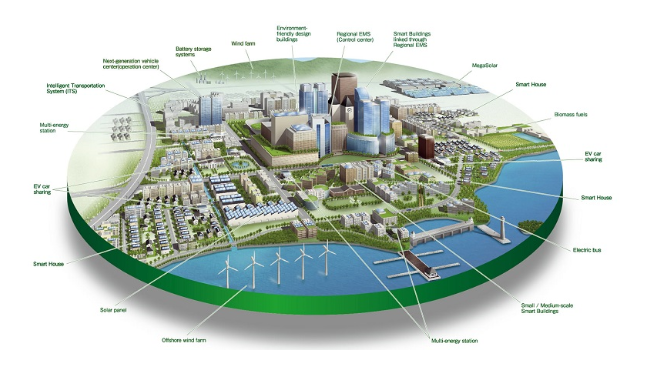 Environment-
friendly design
buildings
Regional EMS
(Control center)
Smart Buildings
linked through
Regional EMS
Wind farm
Battery storage
systems
Next-generation vehicle
center(operation center)
MegaSolar
Intelligent Transportation
System (ITS)
Smart House
Multi-energy
station
Biomass fuels
EV car
sharing
EV car
sharing
Smart House
Electric bus
Smart House
Solar panel
Offshore wind farm
Small / Medium-scale
Smart Buildings
Multi-energy station